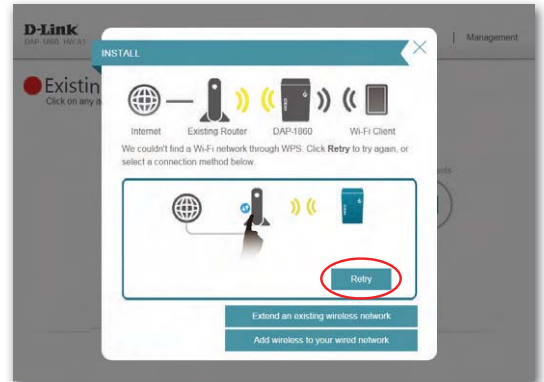 D-Link
DAP-1860 HW:A1
Management
INSTALL
Existin
Click on any
Internet
Existing Router
DAP-1860
Wi-Fi Client
We couldn't find a Wi-Fi network through WPS. Click Retry to try again, or
select a connection method below.
Retry
Extend an existing wireless network
Add wireless to your wired network